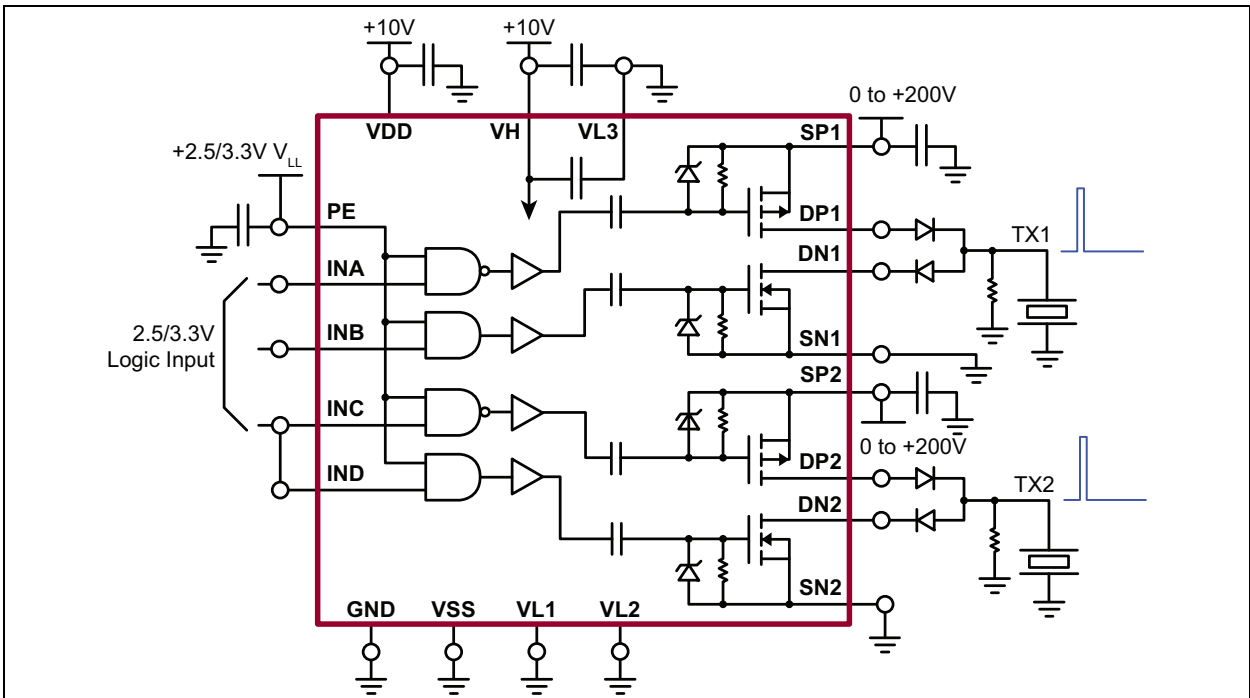 +10V
+10V
0 to +200V
VDD
VH
VL3
SP1
+2.5/3.3V VLL
PE
DP1
TX1
INA
DN1
2.5/3.3V
Logic Input
INB
SN1
SP2
INC
0 to +200V
IND
DP2
TX2
DN2
SN2
GND
VSS
VL1
VL2